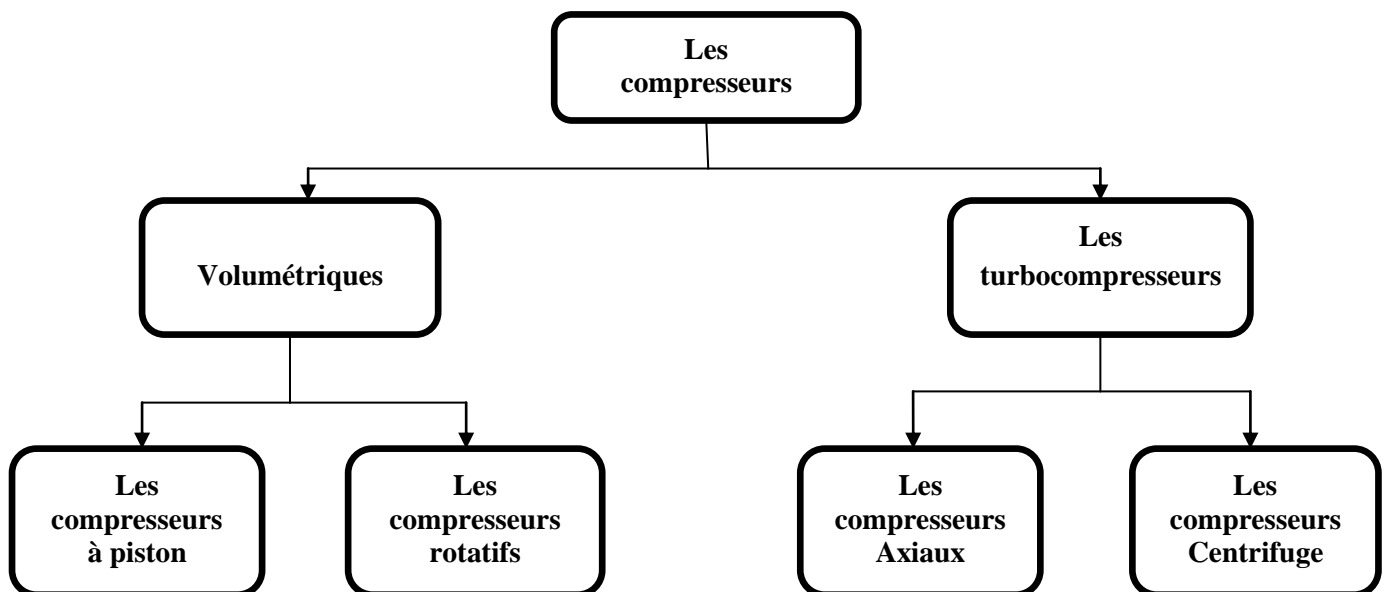 Les
compresseurs
Volumétriques
Les
turbocompresseurs
Les
compresseurs
à piston
Les
compresseurs
rotatifs
Les
compresseurs
Axiaux
Les
compresseurs
Centrifuge